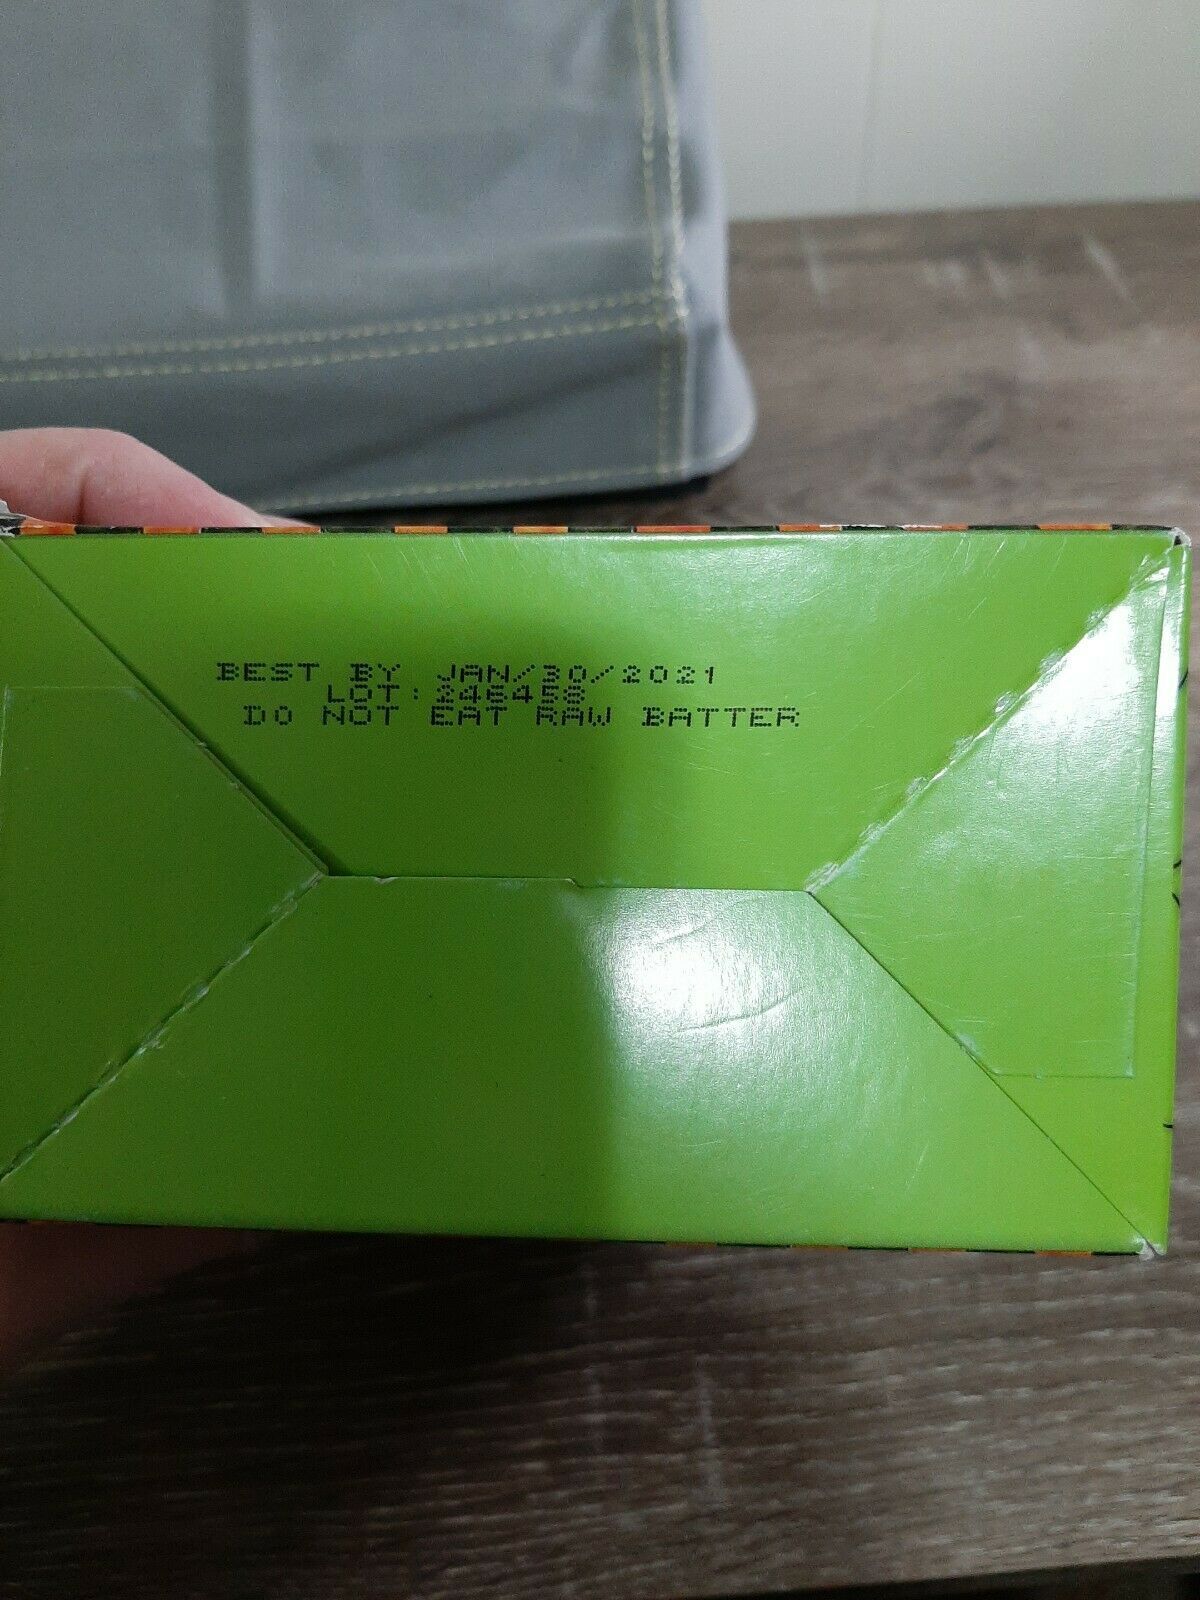 BEST BY JAN/30/2021
LOT: 246458
DO NOT EAT RAW BATTER